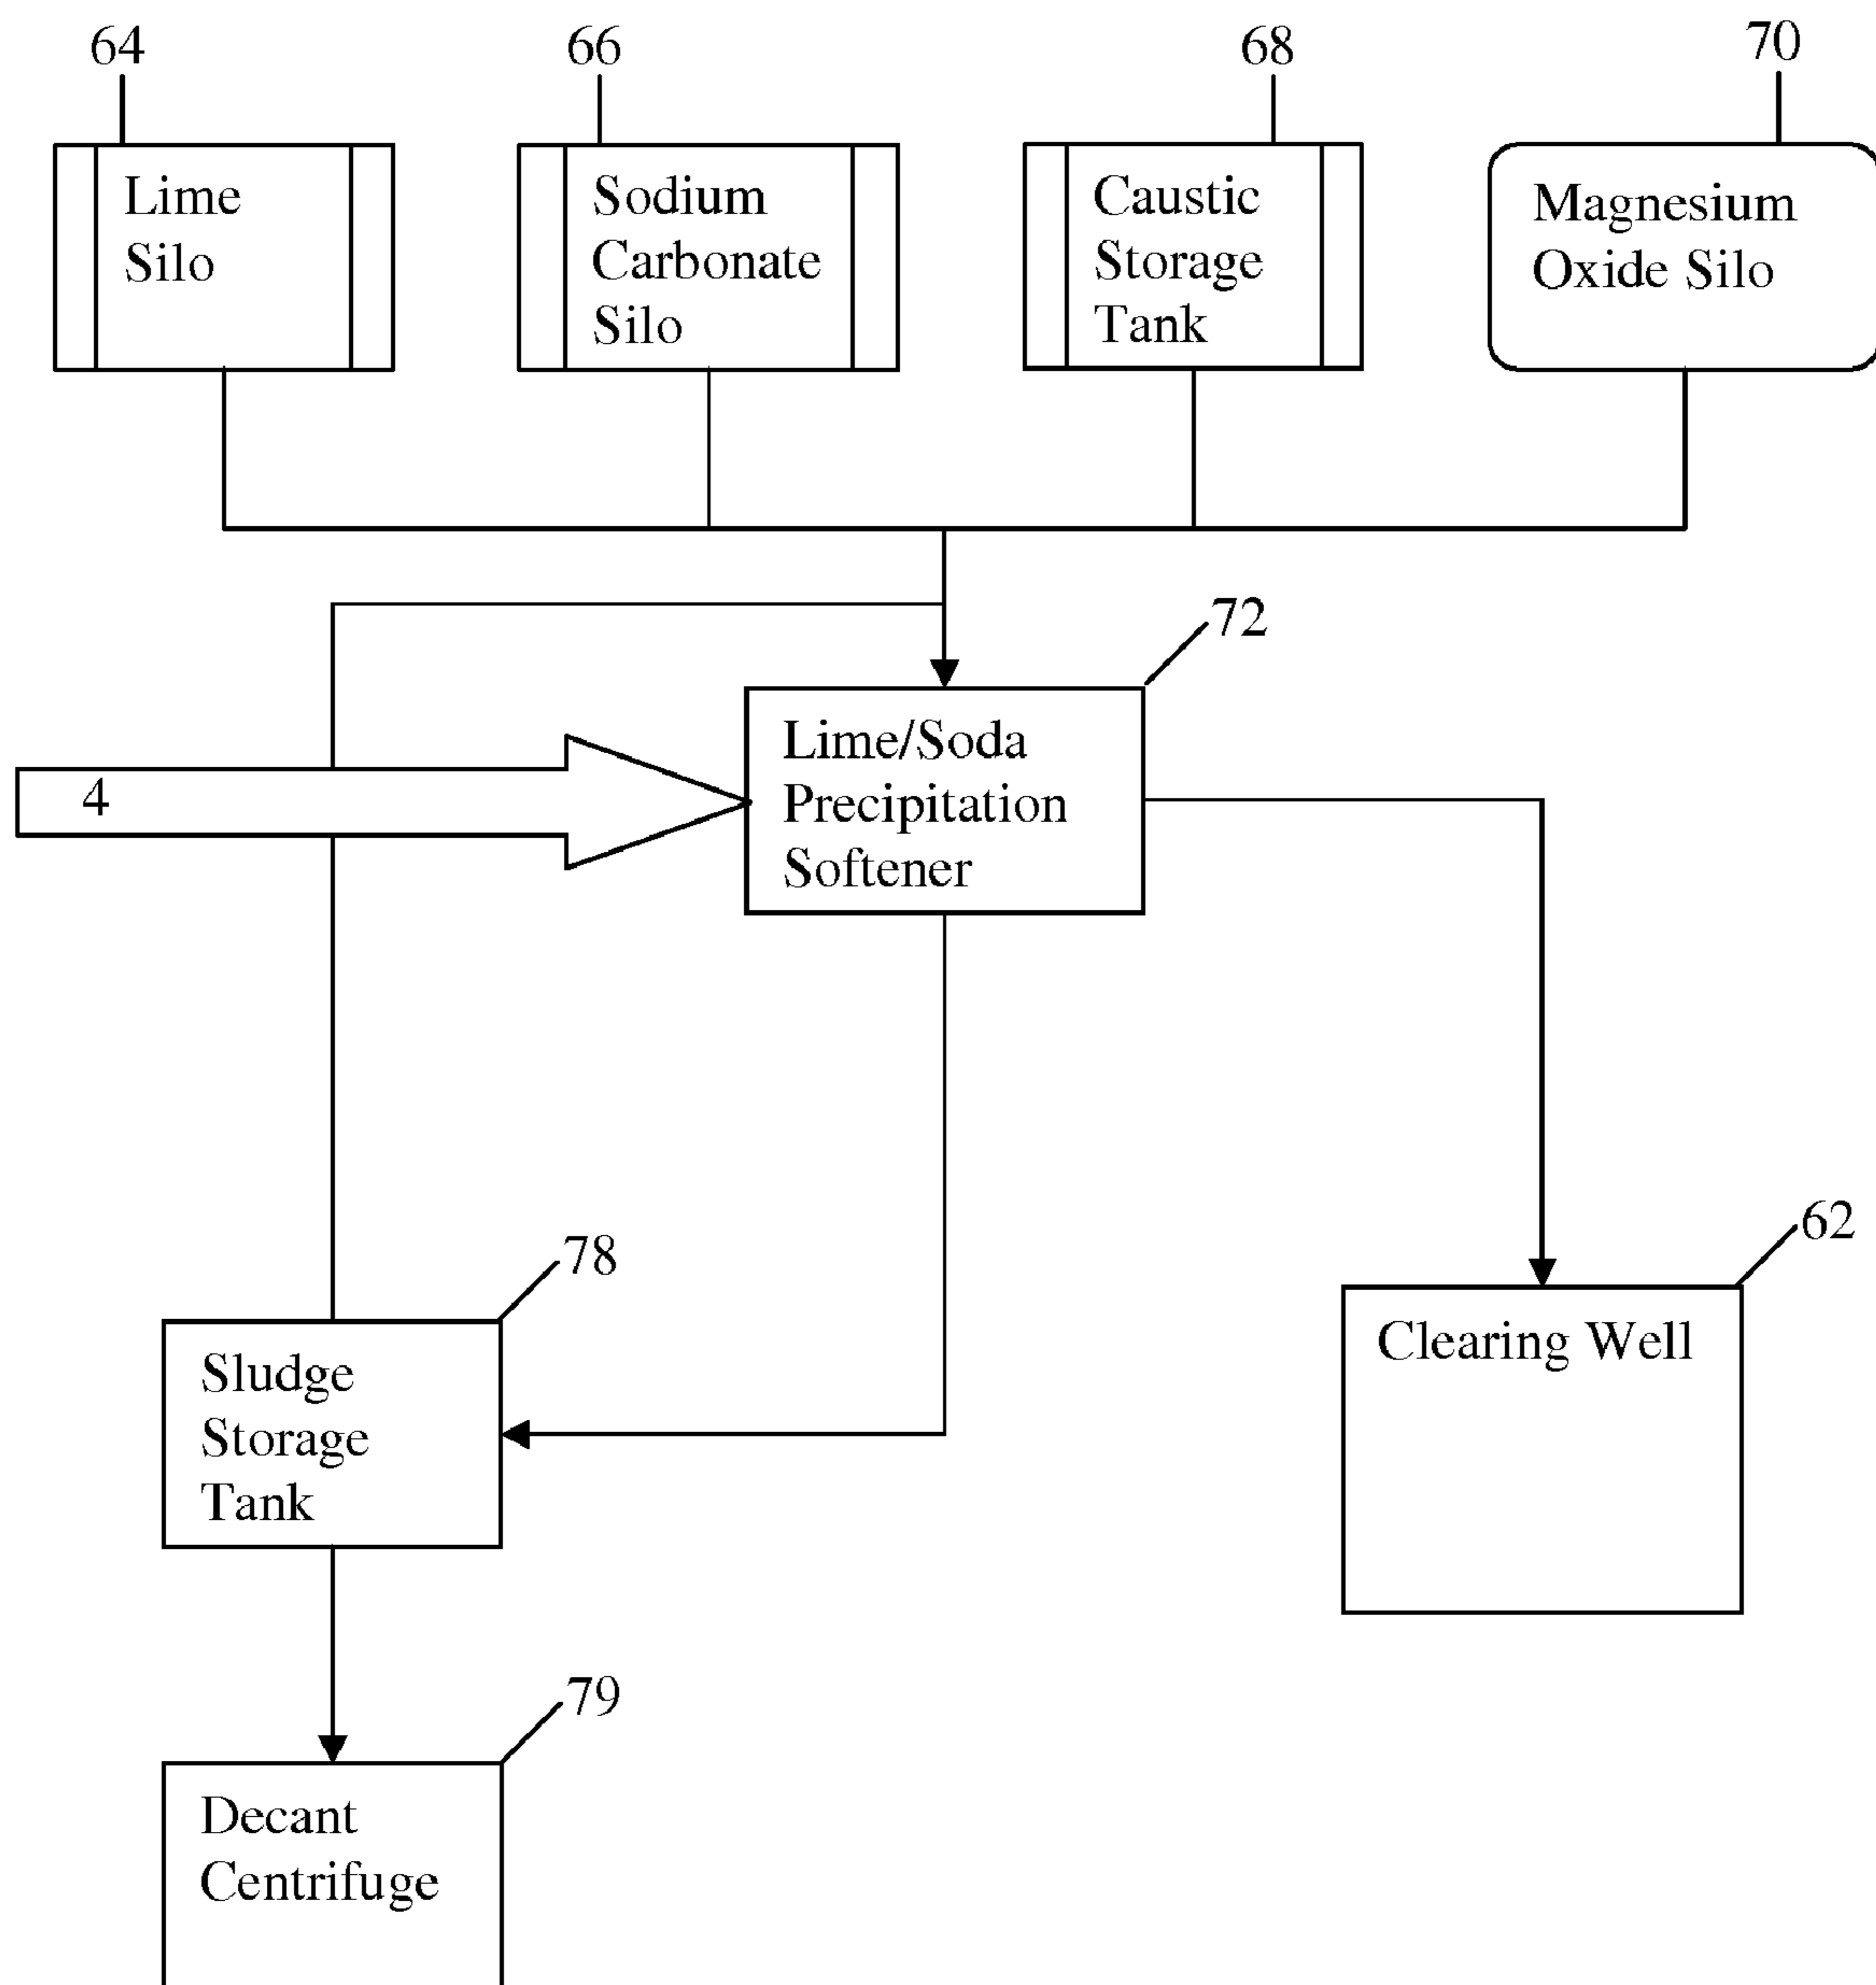 64
66
68
70
Lime
Silo
Sodium
Carbonate
Silo
Caustic
Storage
Tank
Magnesium
Oxide Silo
72
4
Lime/Soda
Precipitation
Softener
78
62
Sludge
Storage
Tank
Clearing Well
79
Decant
Centrifuge